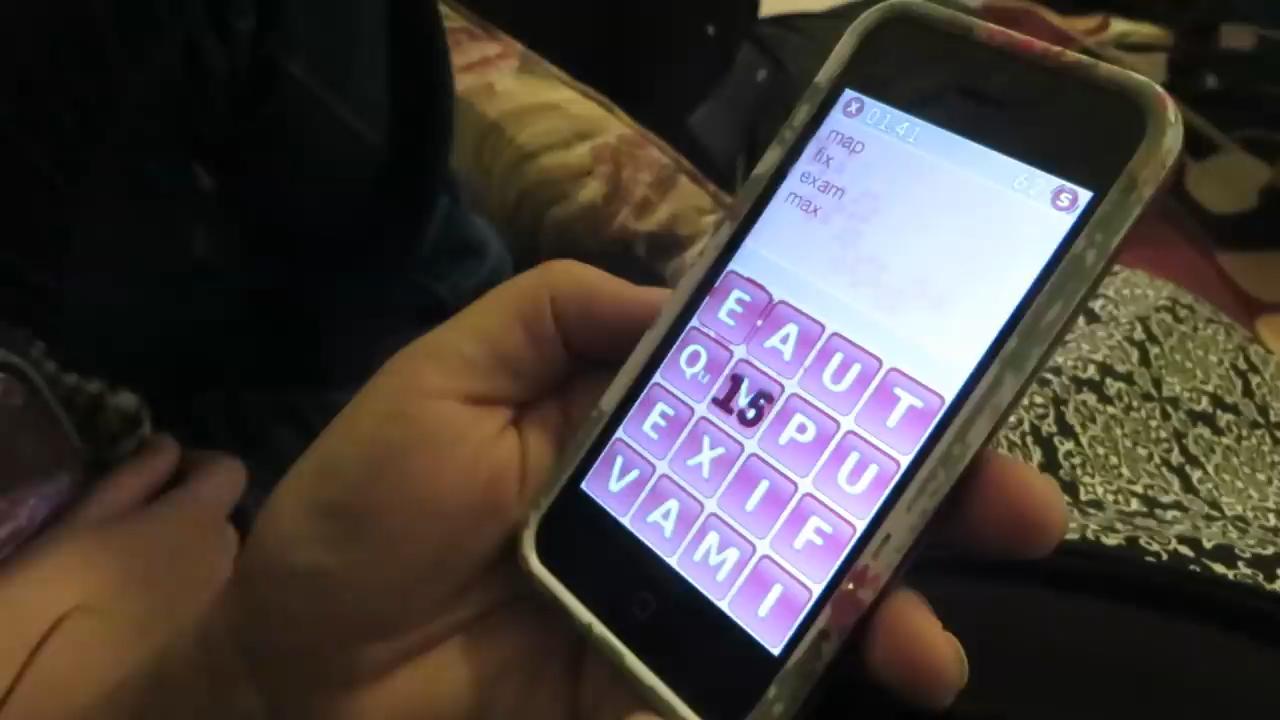 X 01:41
S
map
fix
exam
max
E A U T
Qu 15 P U
E X I F
V A M I